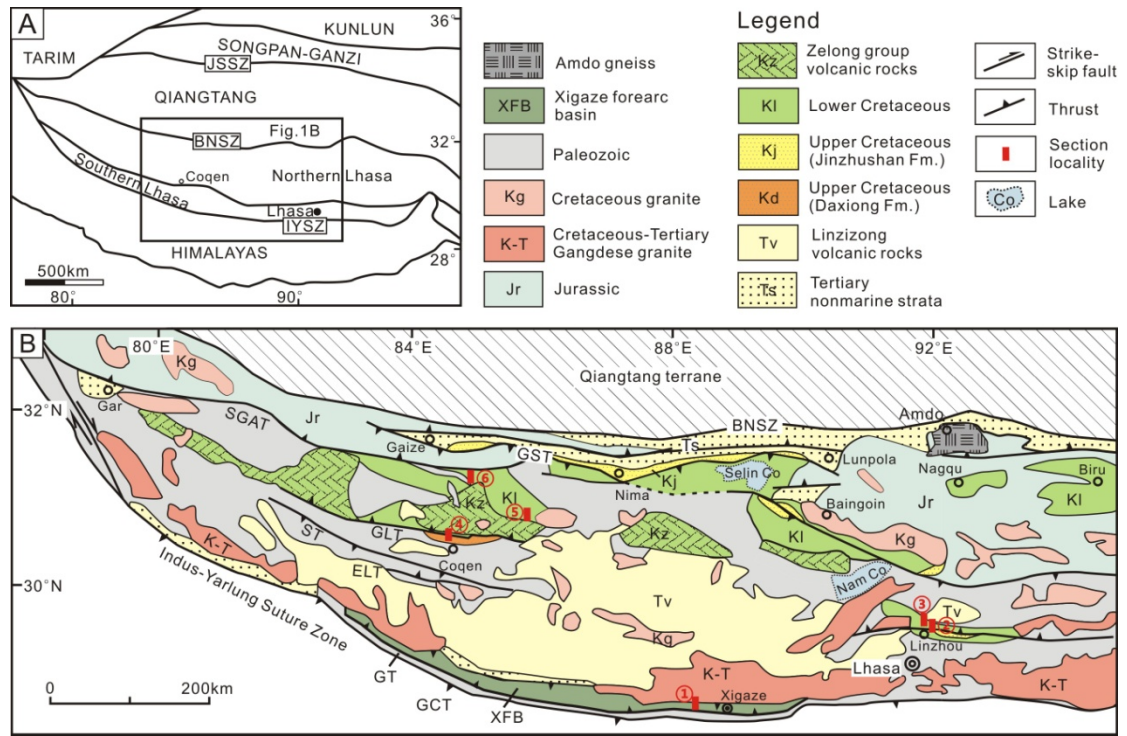 A
TARIM
KUNLUN
SONGPAN-GANZI
JSSZ
QIANGTANG
BNSZ
Fig.1B
Coqen
Northern Lhasa
Southern Lhasa
Lhasa
IYSZ
HIMALAYAS
500km
80°
90°
36°
32°
28°
Legend
Amdo gneiss
XFB
Xigaze forearc
basin
Paleozoic
Kg
Cretaceous granite
K-T
Cretaceous-Tertiary
Gangdese granite
Jr
Jurassic
Kz
Zelong group
volcanic rocks
Kl
Lower Cretaceous
Kj
Upper Cretaceous
(Jinzhushan Fm.)
Kd
Upper Cretaceous
(Daxiong Fm.)
Tv
Linzizong
volcanic rocks
Ts
Tertiary
nonmarine strata
Strike-
skip fault
Thrust
Section
locality
Co
Lake
B
80°E
84°E
88°E
92°E
32°N
30°N
Qiangtang terrane
Kg
Jr
Gar
SGAT
Gaize
GST
Ts
BNSZ
Amdo
Kj
Selin Co
Lunpola
Nagqu
Biru
Kl
Jr
Nima
Baingoin
⑥
Kz
Kl
⑤
④
Kz
Kl
Kg
GLT
ST
Coqen
ELT
K-T
Indus-Yarlung Suture Zone
Tv
Kg
Nam Co
③
Tv
②
Linzhou
Lhasa
K-T
K-T
①
Xigaze
GT
GCT
XFB
0
200km